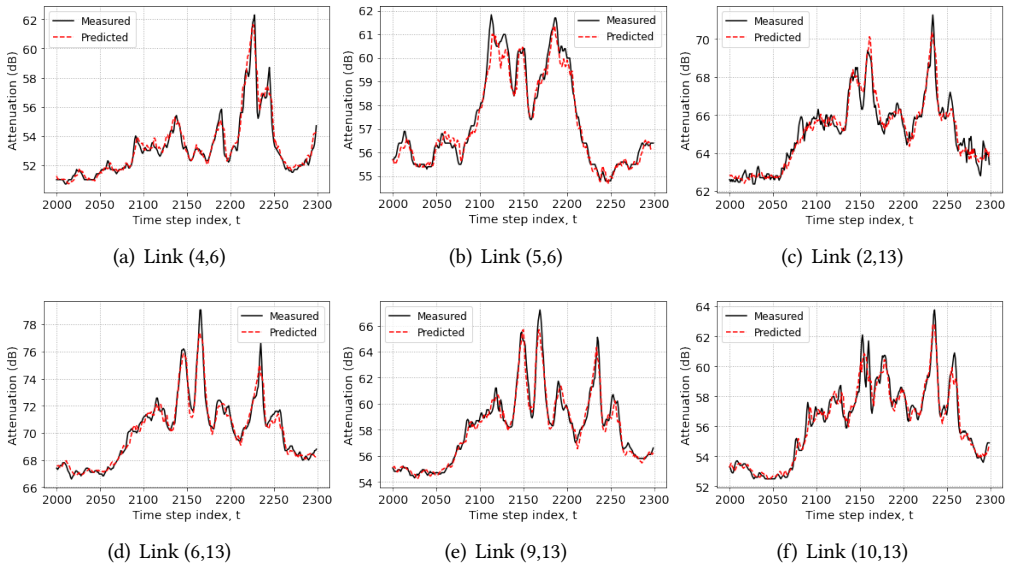 Measured
Predicted
62
60
58
56
54
52
Attenuation (dB)
2000 2050 2100 2150 2200 2250 2300
Time step index, t
(a) Link (4,6)
Measured
Predicted
62
61
60
59
58
57
56
55
Attenuation (dB)
2000 2050 2100 2150 2200 2250 2300
Time step index, t
(b) Link (5,6)
Measured
Predicted
70
68
66
64
62
Attenuation (dB)
2000 2050 2100 2150 2200 2250 2300
Time step index, t
(c) Link (2,13)
Measured
Predicted
78
76
74
72
70
68
66
Attenuation (dB)
2000 2050 2100 2150 2200 2250 2300
Time step index, t
(d) Link (6,13)
Measured
Predicted
66
64
62
60
58
56
54
Attenuation (dB)
2000 2050 2100 2150 2200 2250 2300
Time step index, t
(e) Link (9,13)
Measured
Predicted
64
62
60
58
56
54
52
Attenuation (dB)
2000 2050 2100 2150 2200 2250 2300
Time step index, t
(f) Link (10,13)